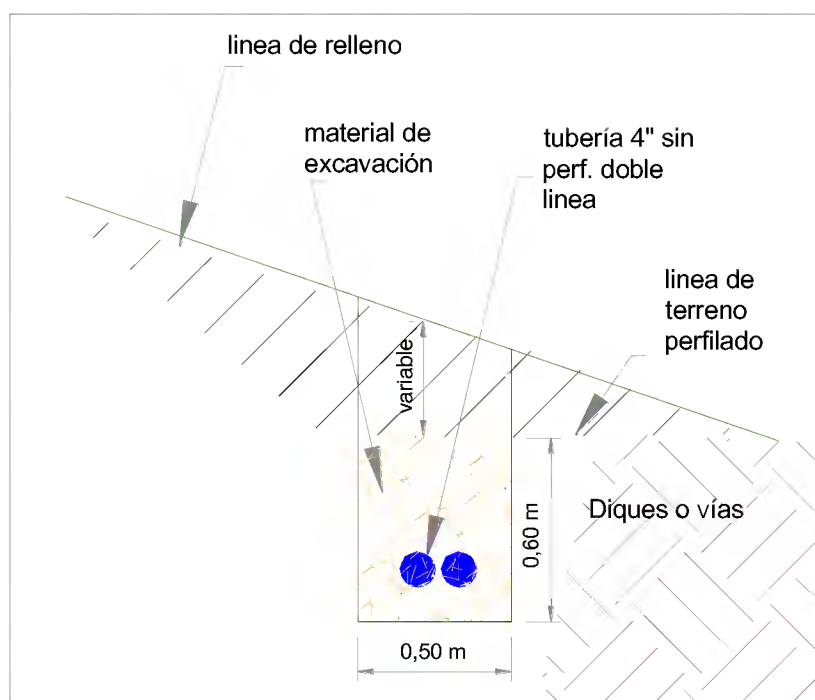 linea de relleno
material de
excavación
tubería 4" sin
perf. doble
linea
linea de
terreno
perfilado
variable
0,60 m
Diques o vías
0,50 m